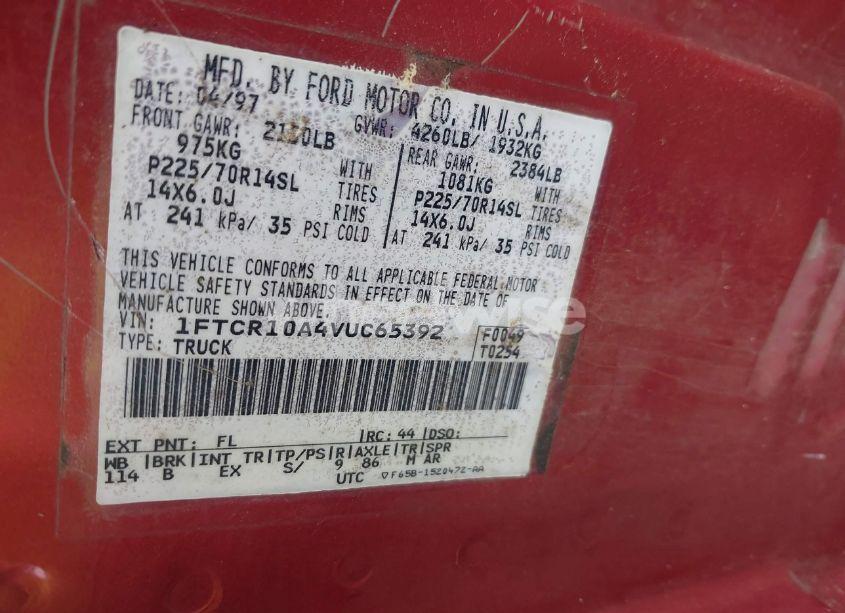 MFD. BY FORD MOTOR CO. IN U.S.A.
DATE: 04/97 GVWR: 4260LB/ 1932KG
FRONT GAWR: LB REAR GAWR: 2384LB
975KG WITH 1081KG WITH
P225/70R14SL TIRES P225/70R14SL TIRES
14X6.0J RIMS 14X6.0J RIMS
AT 241 kPa/ 35 PSI COLD AT 241 kPa/ 35 PSI COLD
THIS VEHICLE CONFORMS TO ALL APPLICABLE FEDERAL MOTOR
VEHICLE SAFETY STANDARDS IN EFFECT ON THE DATE OF
MANUFACTURE SHOWN ABOVE.
VIN: 1FTCR10A4VUC65392 F0049
TYPE: TRUCK T0254
EXT PNT: FL RC: 44 DSO:
WB BRK INT TR TP/PS R AXLE TR SPR
114 B EX S/ 9 86 M AR
UTC ▽F65B-1520472-AA